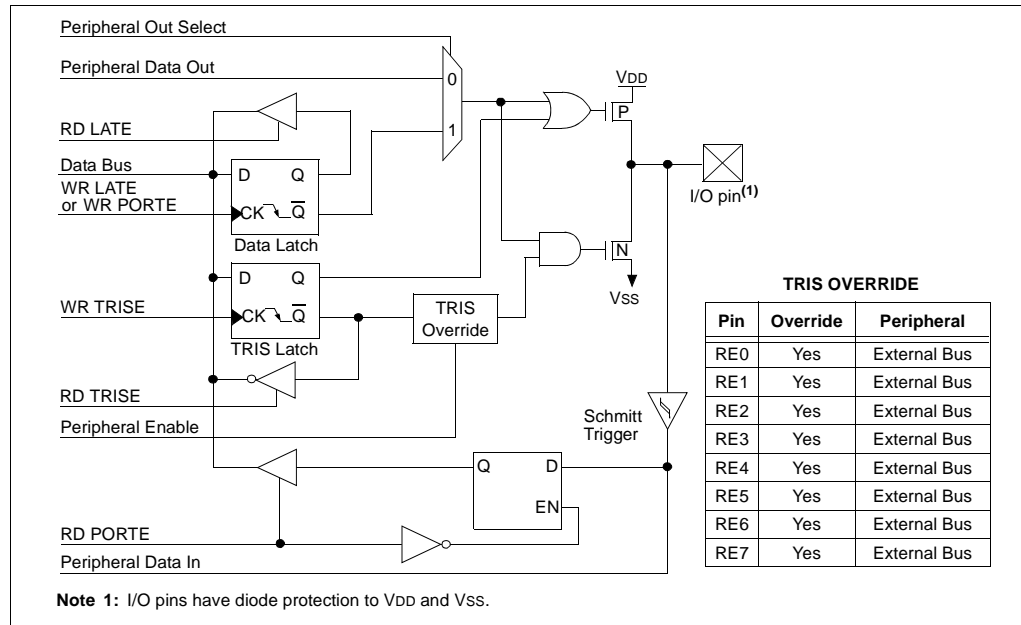 Peripheral Out Select
Peripheral Data Out
0
1
VDD
P
RD LATE
Data Bus
WR LATE
or WR PORTE
D Q
CK Q̅
Data Latch
I/O pin(1)
N
VSS
D Q
WR TRISE
CK Q̅
TRIS Latch
TRIS
Override
RD TRISE
Peripheral Enable
Schmitt
Trigger
Q D
EN
RD PORTE
Peripheral Data In
TRIS OVERRIDE
Pin Override Peripheral
RE0 Yes External Bus
RE1 Yes External Bus
RE2 Yes External Bus
RE3 Yes External Bus
RE4 Yes External Bus
RE5 Yes External Bus
RE6 Yes External Bus
RE7 Yes External Bus
Note 1: I/O pins have diode protection to VDD and VSS.